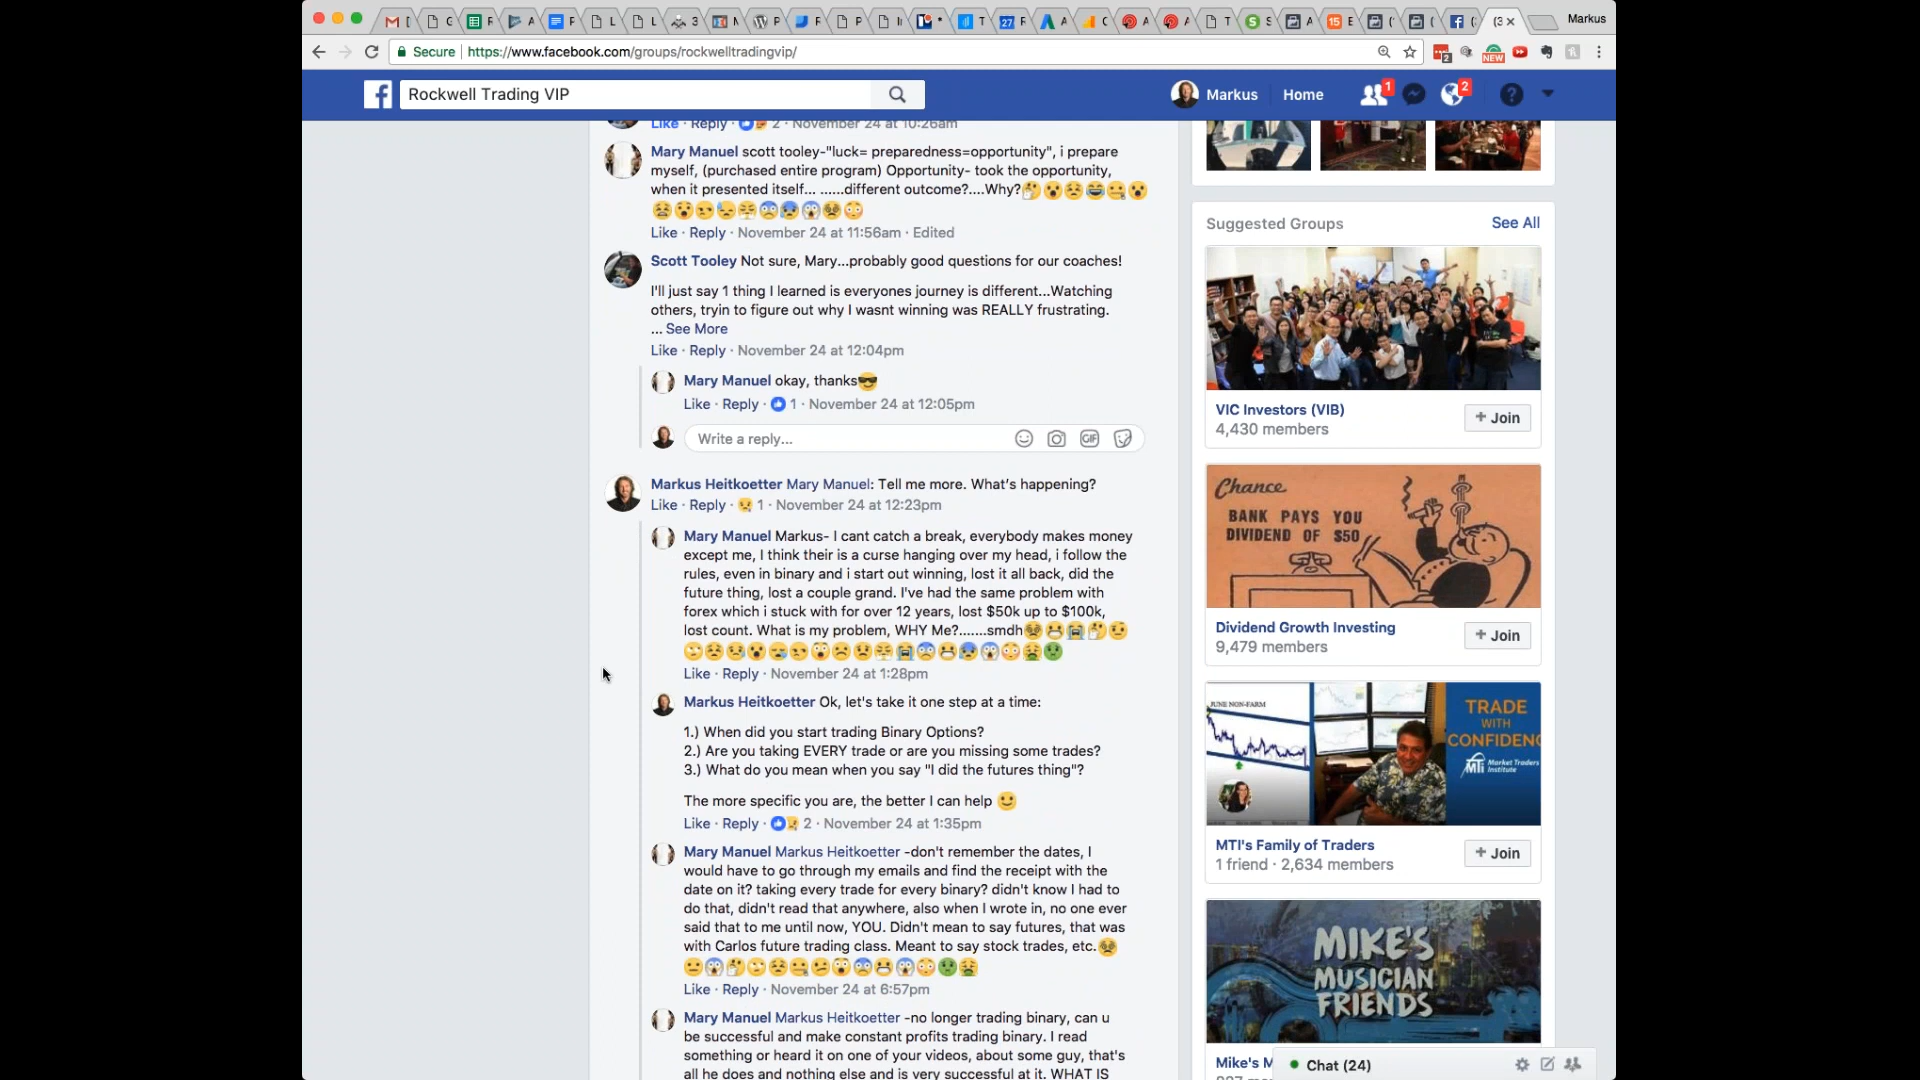 Markus
Secure https://www.facebook.com/groups/rockwelltradingvip/
2
NEW
Rockwell Trading VIP
Markus Home 1 2
Like · Reply · 2 · November 24 at 10:26am
Mary Manuel scott tooley-"luck= preparedness=opportunity", i prepare
myself, (purchased entire program) Opportunity- took the opportunity,
when it presented itself... ......different outcome?....Why?🤔😮😣😂🤐😮
😫😵😒😓😤😨😰😱😵😳
Like · Reply · November 24 at 11:56am · Edited
Scott Tooley Not sure, Mary...probably good questions for our coaches!
I'll just say 1 thing I learned is everyones journey is different...Watching
others, tryin to figure out why I wasnt winning was REALLY frustrating.
... See More
Like · Reply · November 24 at 12:04pm
Mary Manuel okay, thanks😎
Like · Reply · 1 · November 24 at 12:05pm
Write a reply...
GIF
Markus Heitkoetter Mary Manuel: Tell me more. What's happening?
Like · Reply · 1 · November 24 at 12:23pm
Mary Manuel Markus- I cant catch a break, everybody makes money
except me, I think their is a curse hanging over my head, i follow the
rules, even in binary and i start out winning, lost it all back, did the
future thing, lost a couple grand. I've had the same problem with
forex which i stuck with for over 12 years, lost $50k up to $100k,
lost count. What is my problem, WHY Me?.......smdh
Like · Reply · November 24 at 1:28pm
Markus Heitkoetter Ok, let's take it one step at a time:
1.) When did you start trading Binary Options?
2.) Are you taking EVERY trade or are you missing some trades?
3.) What do you mean when you say "I did the futures thing"?
The more specific you are, the better I can help 🙂
Like · Reply · 2 · November 24 at 1:35pm
Mary Manuel Markus Heitkoetter -don't remember the dates, I
would have to go through my emails and find the receipt with the
date on it? taking every trade for every binary? didn't know I had to
do that, didn't read that anywhere, also when I wrote in, no one ever
said that to me until now, YOU. Didn't mean to say futures, that was
with Carlos future trading class. Meant to say stock trades, etc.
Like · Reply · November 24 at 6:57pm
Mary Manuel Markus Heitkoetter -no longer trading binary, can u
be successful and make constant profits trading binary. I read
something or heard it on one of your videos, about some guy, that's
all he does and nothing else and is very successful at it. WHAT IS
Suggested Groups See All
VIC Investors (VIB)
4,430 members
+ Join
Chance
BANK PAYS YOU
DIVIDEND OF $50
Dividend Growth Investing
9,479 members
+ Join
JUNE NON-FARM
TRADE
WITH
CONFIDENC
MTi Market Traders
Institute
MTI's Family of Traders
1 friend · 2,634 members
+ Join
MIKE'S
MUSICIAN
FRIENDS
Mike's M
Chat (24)